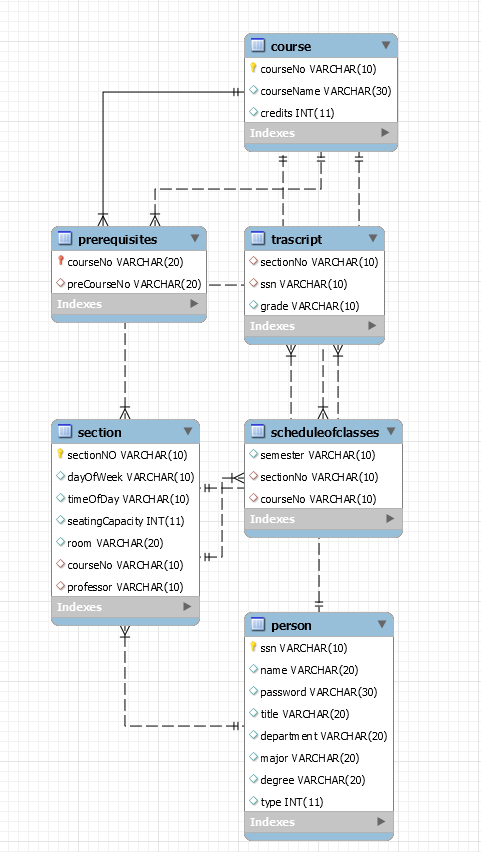 course
courseNo VARCHAR(10)
courseName VARCHAR(30)
credits INT(11)
Indexes
prerequisites
courseNo VARCHAR(20)
preCourseNo VARCHAR(20)
Indexes
trascript
sectionNo VARCHAR(10)
ssn VARCHAR(10)
grade VARCHAR(10)
Indexes
section
sectionNO VARCHAR(10)
dayOfWeek VARCHAR(10)
timeOfDay VARCHAR(10)
seatingCapacity INT(11)
room VARCHAR(20)
courseNo VARCHAR(10)
professor VARCHAR(10)
Indexes
scheduleofclasses
semester VARCHAR(10)
sectionNo VARCHAR(10)
courseNo VARCHAR(10)
Indexes
person
ssn VARCHAR(10)
name VARCHAR(20)
password VARCHAR(30)
title VARCHAR(20)
department VARCHAR(20)
major VARCHAR(20)
degree VARCHAR(20)
type INT(11)
Indexes